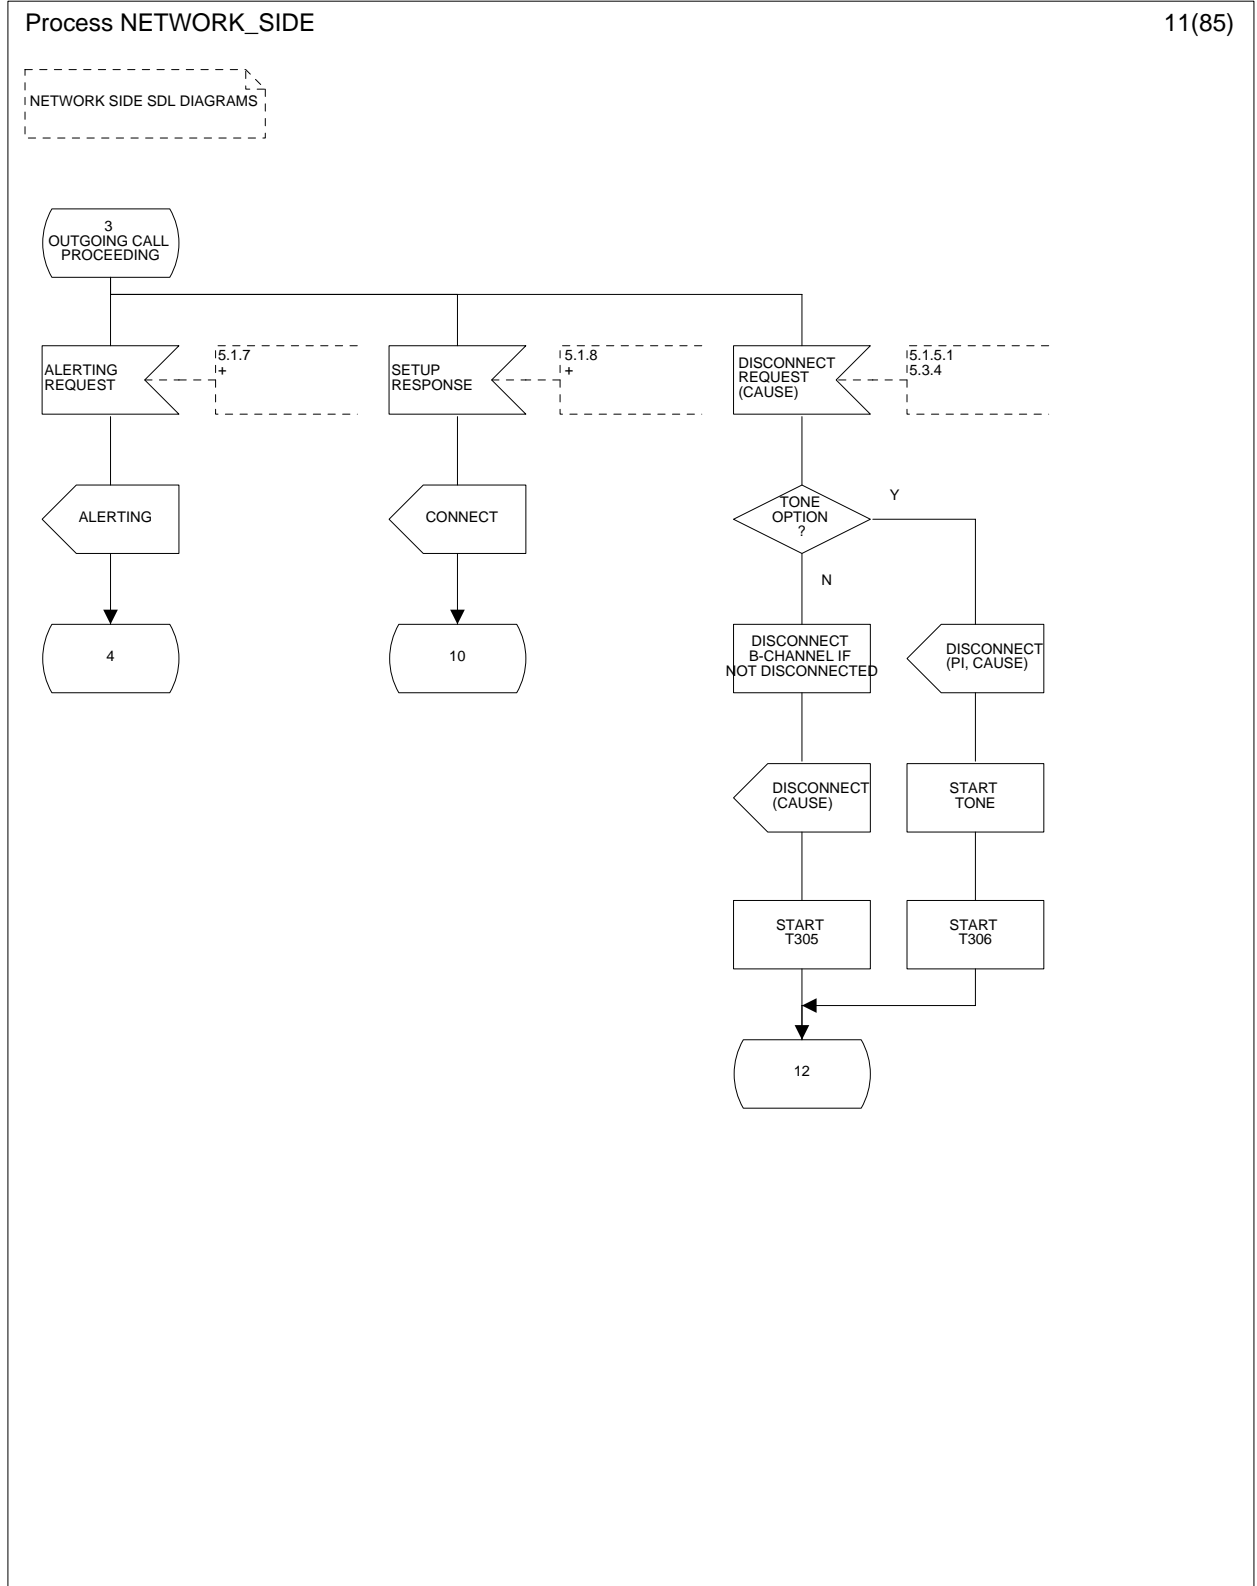 Process NETWORK_SIDE
11(85)
NETWORK SIDE SDL DIAGRAMS
3
OUTGOING CALL
PROCEEDING
ALERTING
REQUEST
5.1.7
+
SETUP
RESPONSE
5.1.8
+
DISCONNECT
REQUEST
(CAUSE)
5.1.5.1
5.3.4
ALERTING
CONNECT
TONE
OPTION
?
Y
N
4
10
DISCONNECT
B-CHANNEL IF
NOT DISCONNECTED
DISCONNECT
(PI, CAUSE)
DISCONNECT
(CAUSE)
START
TONE
START
T305
START
T306
12